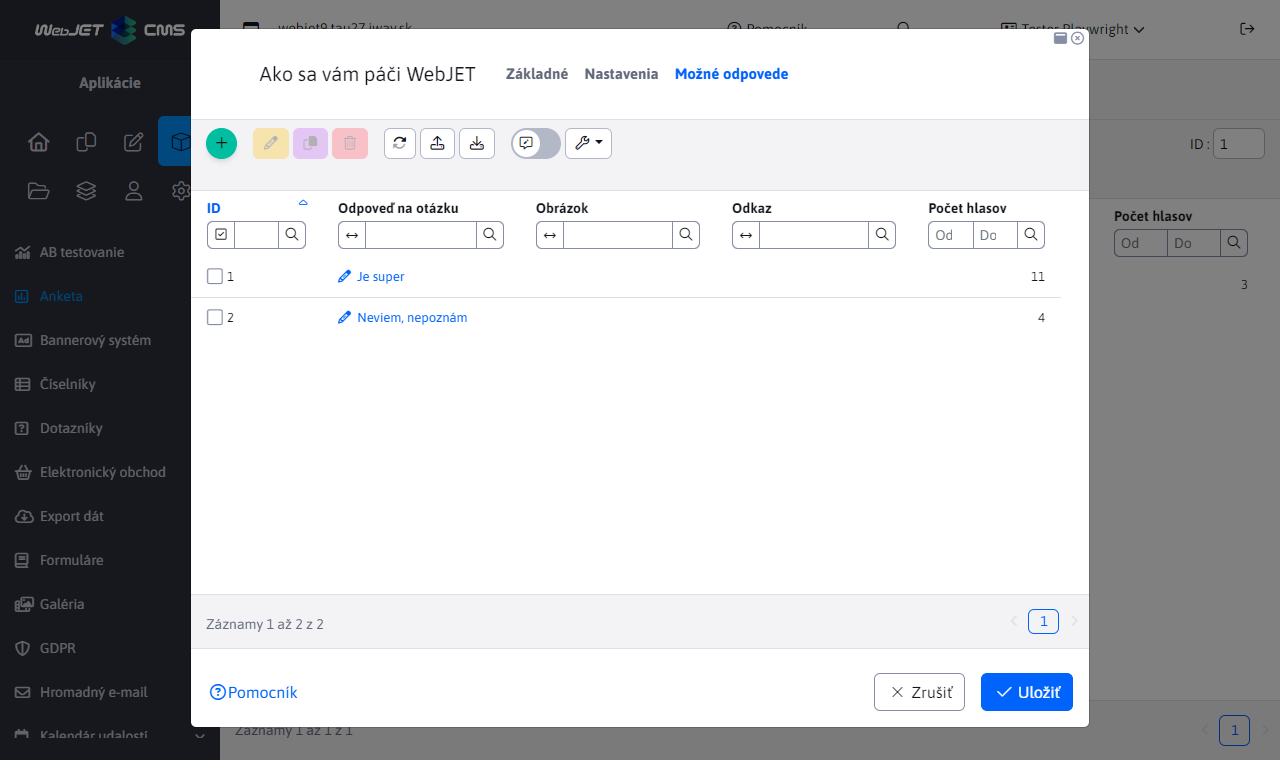 WebJET CMS
webjet9.tau27.iway.sk
Pomocník
Tester Playwright
Aplikácie
ID :
1
AB testovanie
Anketa
Bannerový systém
Číselníky
Dotazníky
Elektronický obchod
Export dát
Formuláre
Galéria
GDPR
Hromadný e-mail
Kalendár udalostí
Počet hlasov
Od
Do
3
Ako sa vám páči WebJET
Základné
Nastavenia
Možné odpovede
ID
Odpoveď na otázku
Obrázok
Odkaz
Počet hlasov
Od
Do
1
Je super
11
2
Neviem, nepoznám
4
Záznamy 1 až 2 z 2
1
Pomocník
Zrušiť
Uložiť
Záznamy 1 až 1 z 1
1